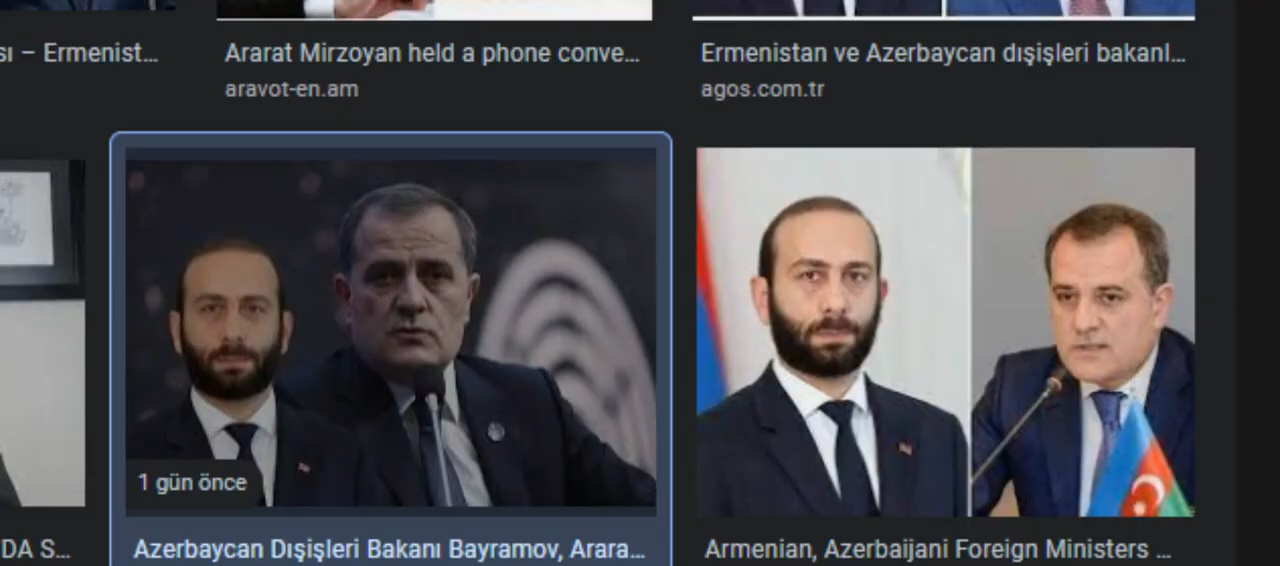 sı – Ermenist...
Ararat Mirzoyan held a phone conve...
aravot-en.am
Ermenistan ve Azerbaycan dışişleri bakanl...
agos.com.tr
1 gün önce
DA S...
Azerbaycan Dışişleri Bakanı Bayramov, Arara...
Armenian, Azerbaijani Foreign Ministers ...